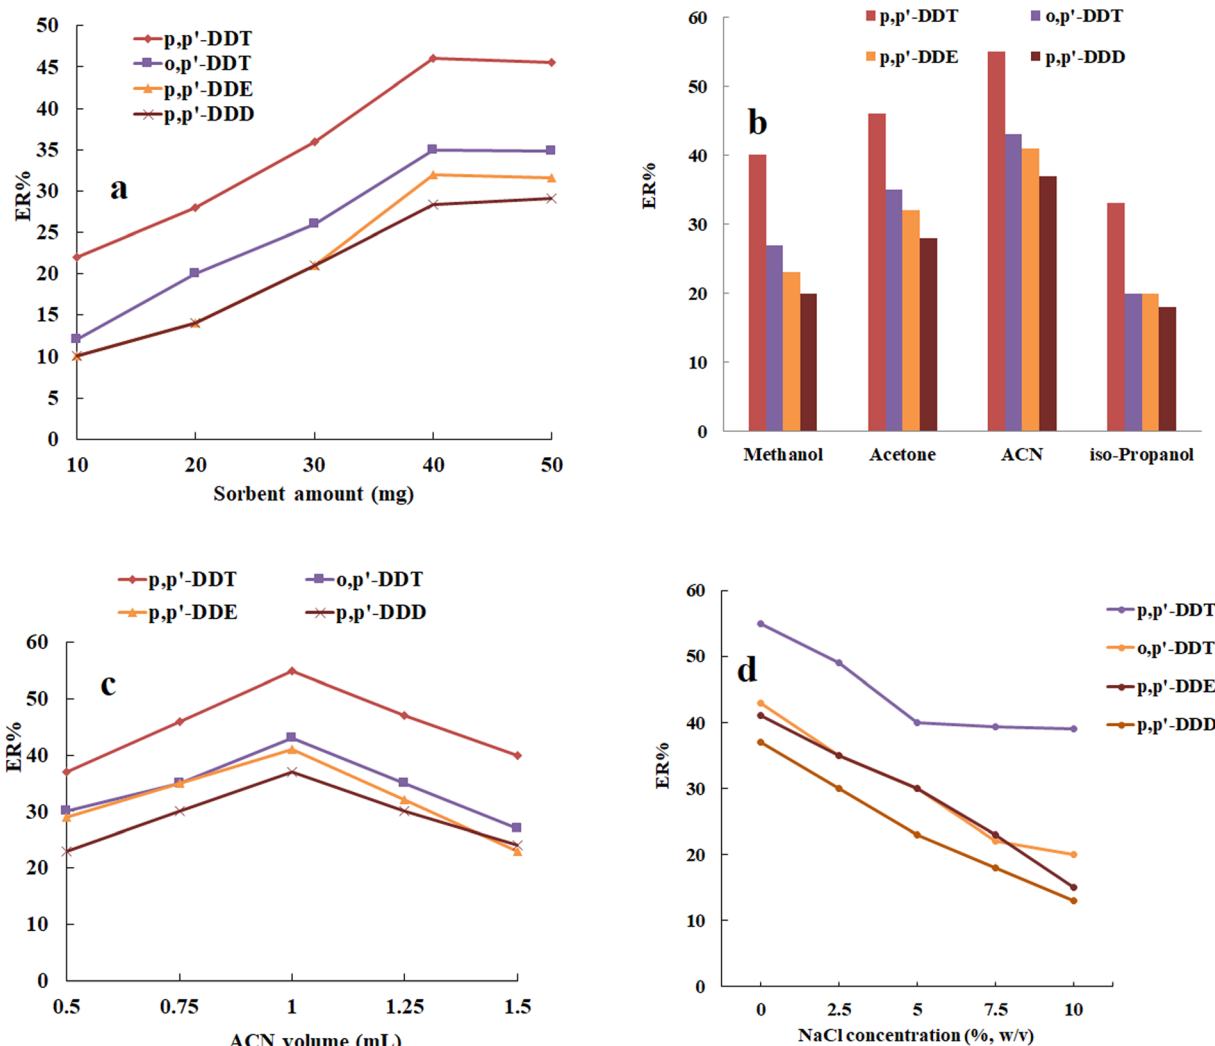 50
45
40
35
30
25
20
15
10
5
0
ER%
p,p'-DDT
o,p'-DDT
p,p'-DDE
p,p'-DDD
a
10 20 30 40 50
Sorbent amount (mg)
60
50
40
30
20
10
0
ER%
p,p'-DDT o,p'-DDT
p,p'-DDE p,p'-DDD
b
Methanol Acetone ACN iso-Propanol
p,p'-DDT o,p'-DDT
p,p'-DDE p,p'-DDD
60
50
40
30
20
10
0
ER%
c
0.5 0.75 1 1.25 1.5
ACN volume (mL)
60
50
40
30
20
10
0
ER%
d
p,p'-DDT
o,p'-DDT
p,p'-DDE
p,p'-DDD
0 2.5 5 7.5 10
NaCl concentration (%, w/v)